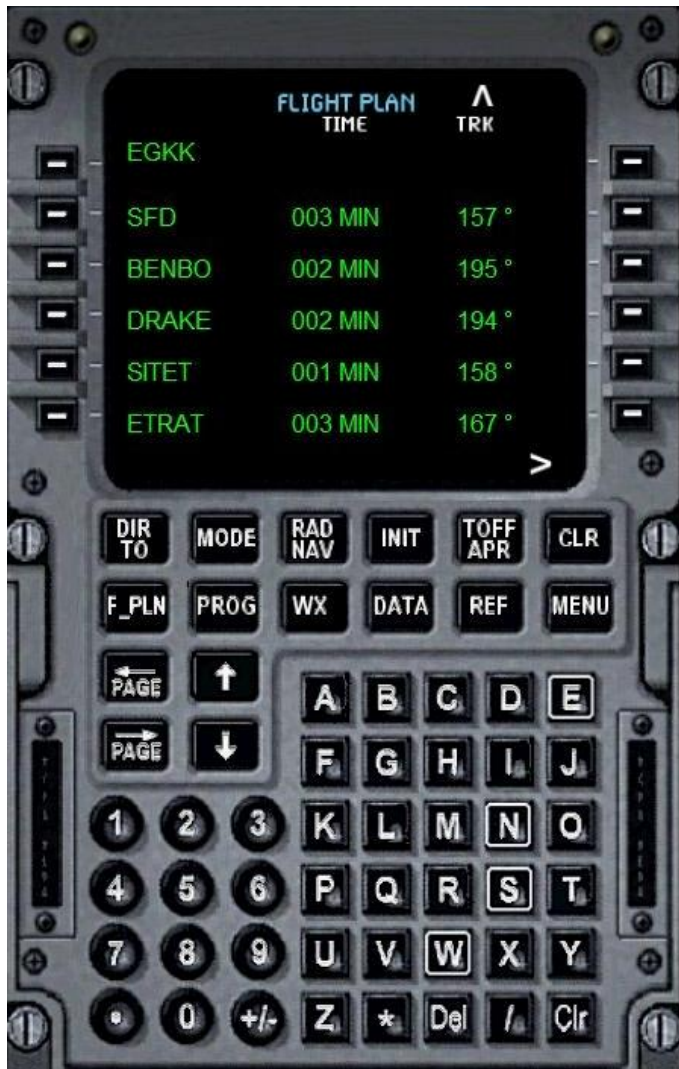 FLIGHT PLAN
TIME TRK
EGKK
SFD 003 MIN 157 °
BENBO 002 MIN 195 °
DRAKE 002 MIN 194 °
SITET 001 MIN 158 °
ETRAT 003 MIN 167 °
>
DIR TO MODE RAD NAV INIT TOFF APR CLR
F_PLN PROG WX DATA REF MENU
PAGE ↑
PAGE ↓
A B C D E
F G H I J
1 2 3 K L M N O
4 5 6 P Q R S T
7 8 9 U V W X Y
• 0 +/- Z * Del / Clr